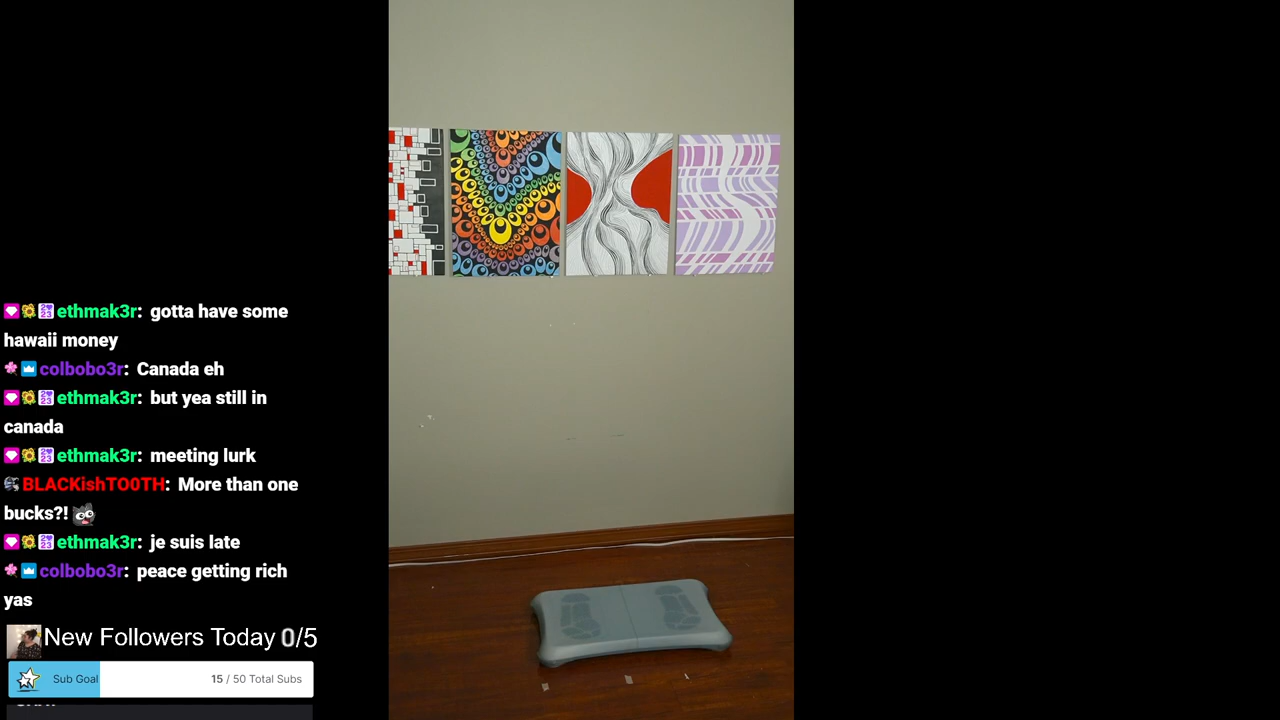 ethmak3r: gotta have some
hawaii money
colbobo3r: Canada eh
ethmak3r: but yea still in
canada
ethmak3r: meeting lurk
BLACKishTO0TH: More than one
bucks?!
ethmak3r: je suis late
colbobo3r: peace getting rich
yas
New Followers Today 0/5
Sub Goal 15 / 50 Total Subs